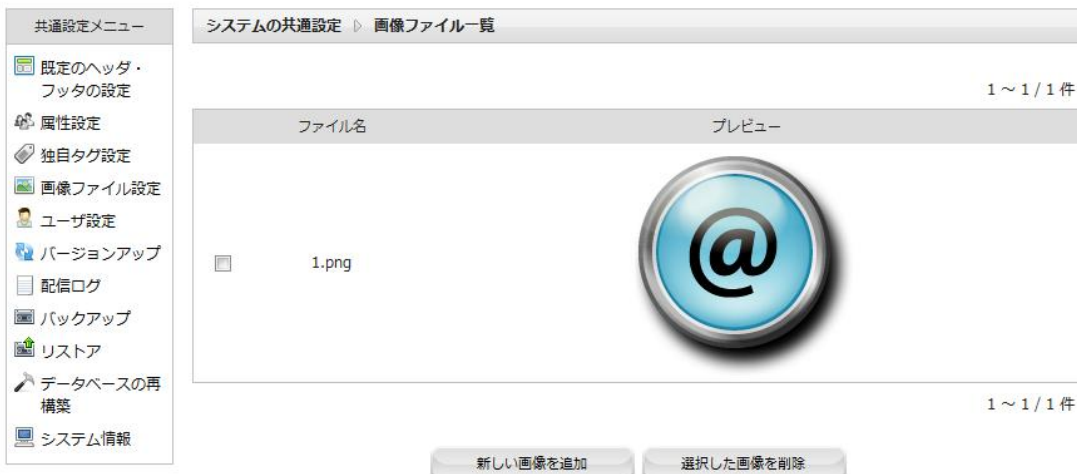 共通設定メニュー
既定のヘッダ・
フッタの設定
属性設定
独自タグ設定
画像ファイル設定
ユーザ設定
バージョンアップ
配信ログ
バックアップ
リストア
データベースの再
構築
システム情報
システムの共通設定 ▷ 画像ファイル一覧
1～1/1件
ファイル名 プレビュー
1.png
@
1～1/1件
新しい画像を追加 選択した画像を削除